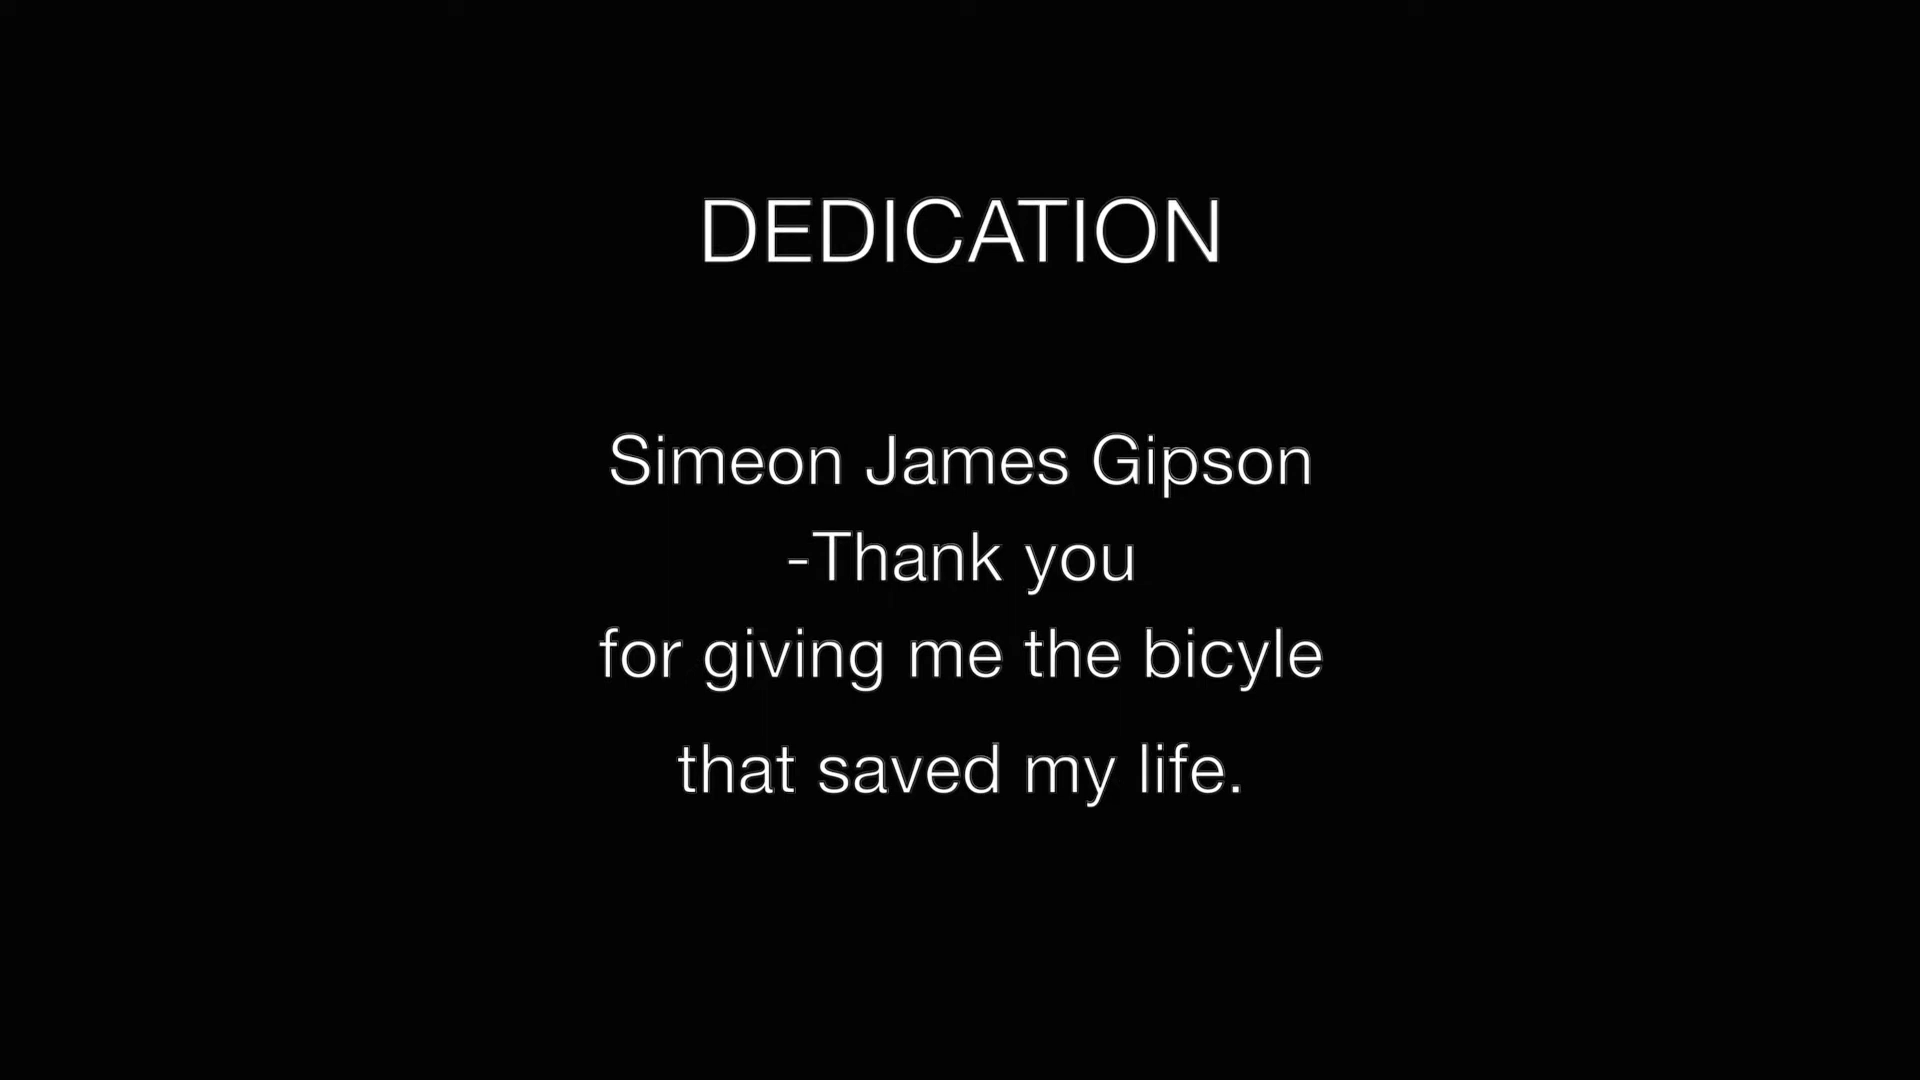 DEDICATION
Simeon James Gipson
-Thank you
for giving me the bicyle
that saved my life.